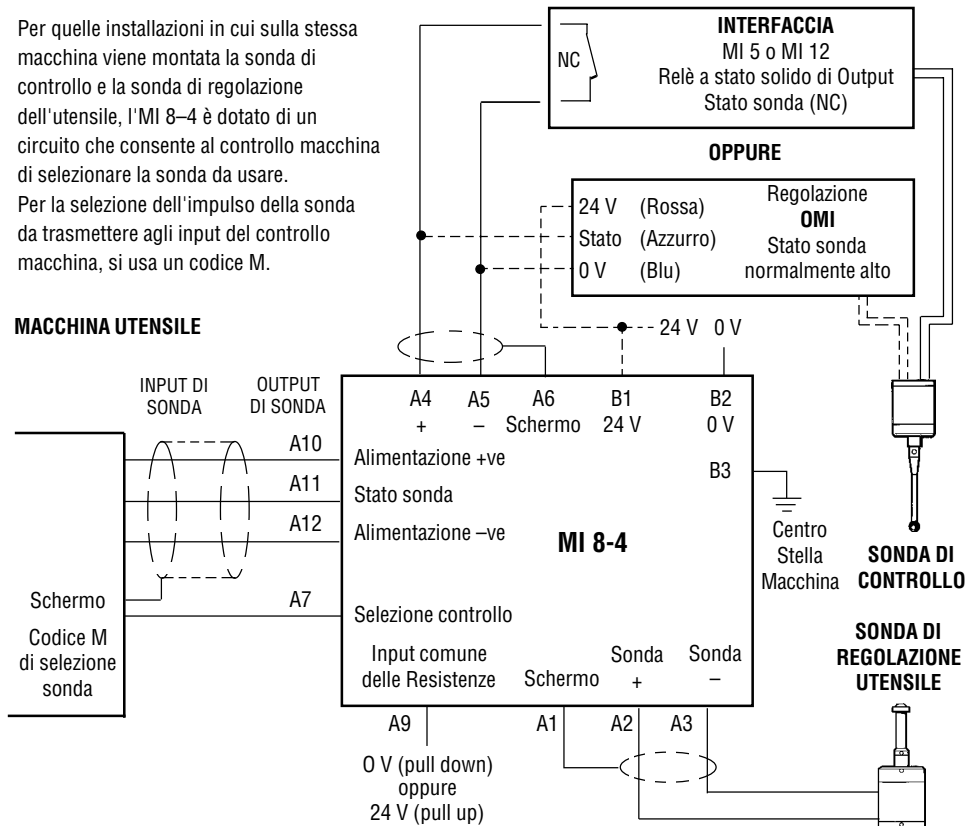 Per quelle installazioni in cui sulla stessa
macchina viene montata la sonda di
controllo e la sonda di regolazione
dell'utensile, l'MI 8–4 è dotato di un
circuito che consente al controllo macchina
di selezionare la sonda da usare.
Per la selezione dell'impulso della sonda
da trasmettere agli input del controllo
macchina, si usa un codice M.
NC
INTERFACCIA
MI 5 o MI 12
Relè a stato solido di Output
Stato sonda (NC)
OPPURE
24 V (Rossa)
Stato (Azzurro)
0 V (Blu)
Regolazione
OMI
Stato sonda
normalmente alto
24 V 0 V
MACCHINA UTENSILE
INPUT DI
SONDA
OUTPUT
DI SONDA
A10
A11
A12
A7
Schermo
Codice M
di selezione
sonda
A4 A5 A6 B1 B2
+ – Schermo 24 V 0 V
B3
Alimentazione +ve
Stato sonda
Alimentazione –ve
MI 8-4
Selezione controllo
Input comune
delle Resistenze
Schermo
Sonda
+
Sonda
–
Centro
Stella
Macchina
SONDA DI
CONTROLLO
SONDA DI
REGOLAZIONE
UTENSILE
A9 A1 A2 A3
O V (pull down)
oppure
24 V (pull up)